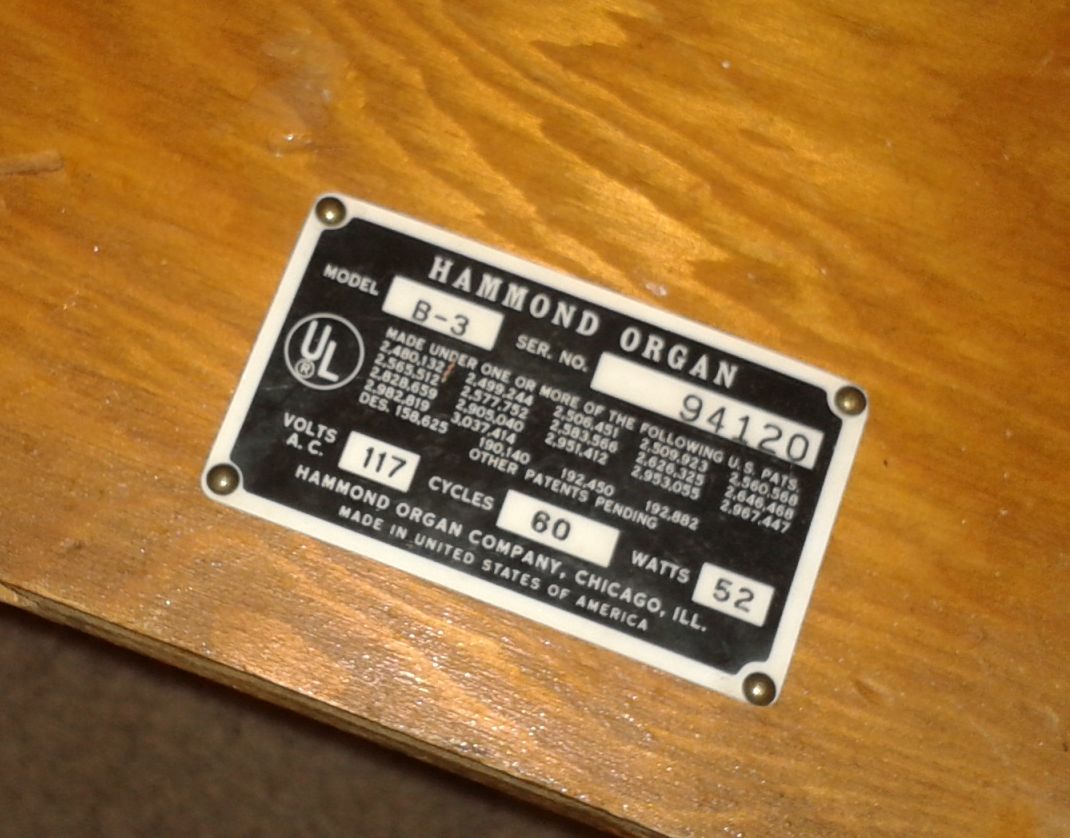 HAMMOND ORGAN
MODEL B-3 SER. NO. 94120
UL ®
MADE UNDER ONE OR MORE OF THE FOLLOWING U.S. PATS.
2,480,132 2,499,244 2,506,451 2,509,923 2,560,568
2,565,512 2,577,752 2,583,566 2,626,325 2,646,468
2,828,659 2,905,040 2,951,412 2,953,055 2,967,447
2,982,819 3,037,414
DES. 158,625 190,140 192,450 192,882
OTHER PATENTS PENDING
VOLTS A.C. 117 CYCLES 60 WATTS 52
HAMMOND ORGAN COMPANY, CHICAGO, ILL.
MADE IN UNITED STATES OF AMERICA